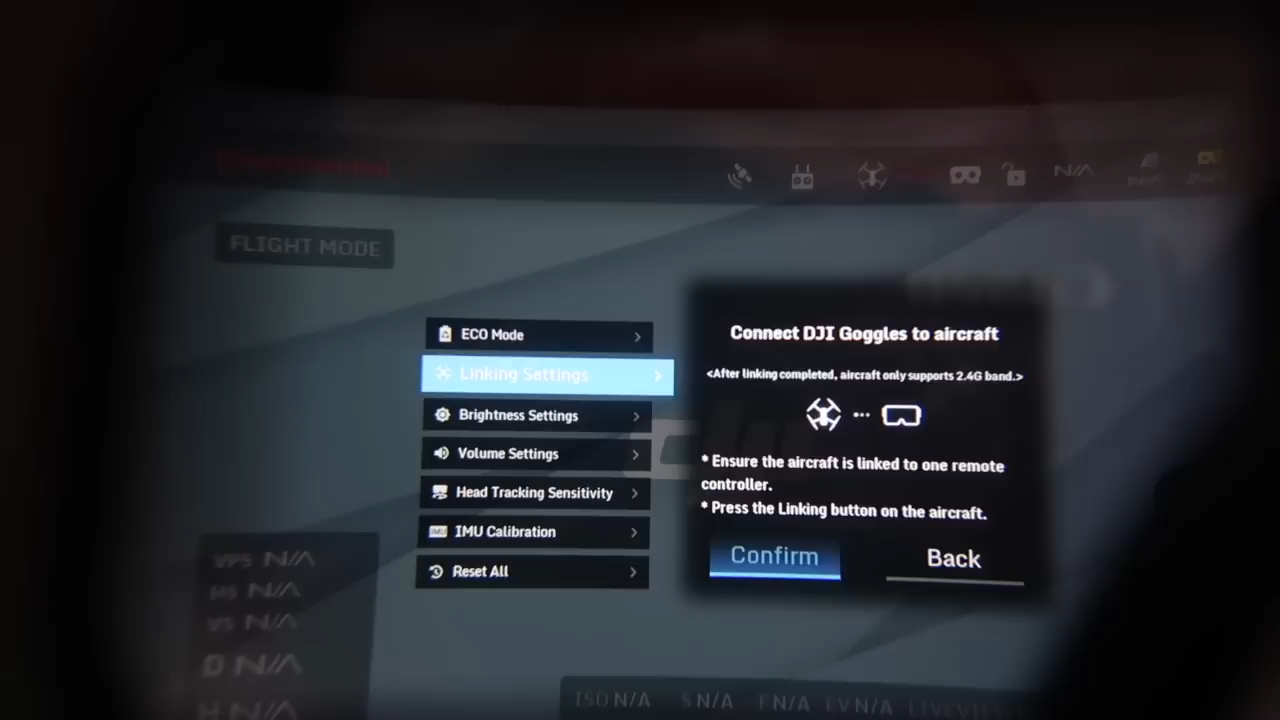 N/A
FLIGHT MODE
ECO Mode
Linking Settings
Brightness Settings
Volume Settings
Head Tracking Sensitivity
IMU Calibration
Reset All
Connect DJI Goggles to aircraft
<After linking completed, aircraft only supports 2.4G band.>
* Ensure the aircraft is linked to one remote
controller.
* Press the Linking button on the aircraft.
Confirm
Back
VPS N/A
HS N/A
VS N/A
D N/A
H N/A
ISO N/A S N/A F N/A EV N/A